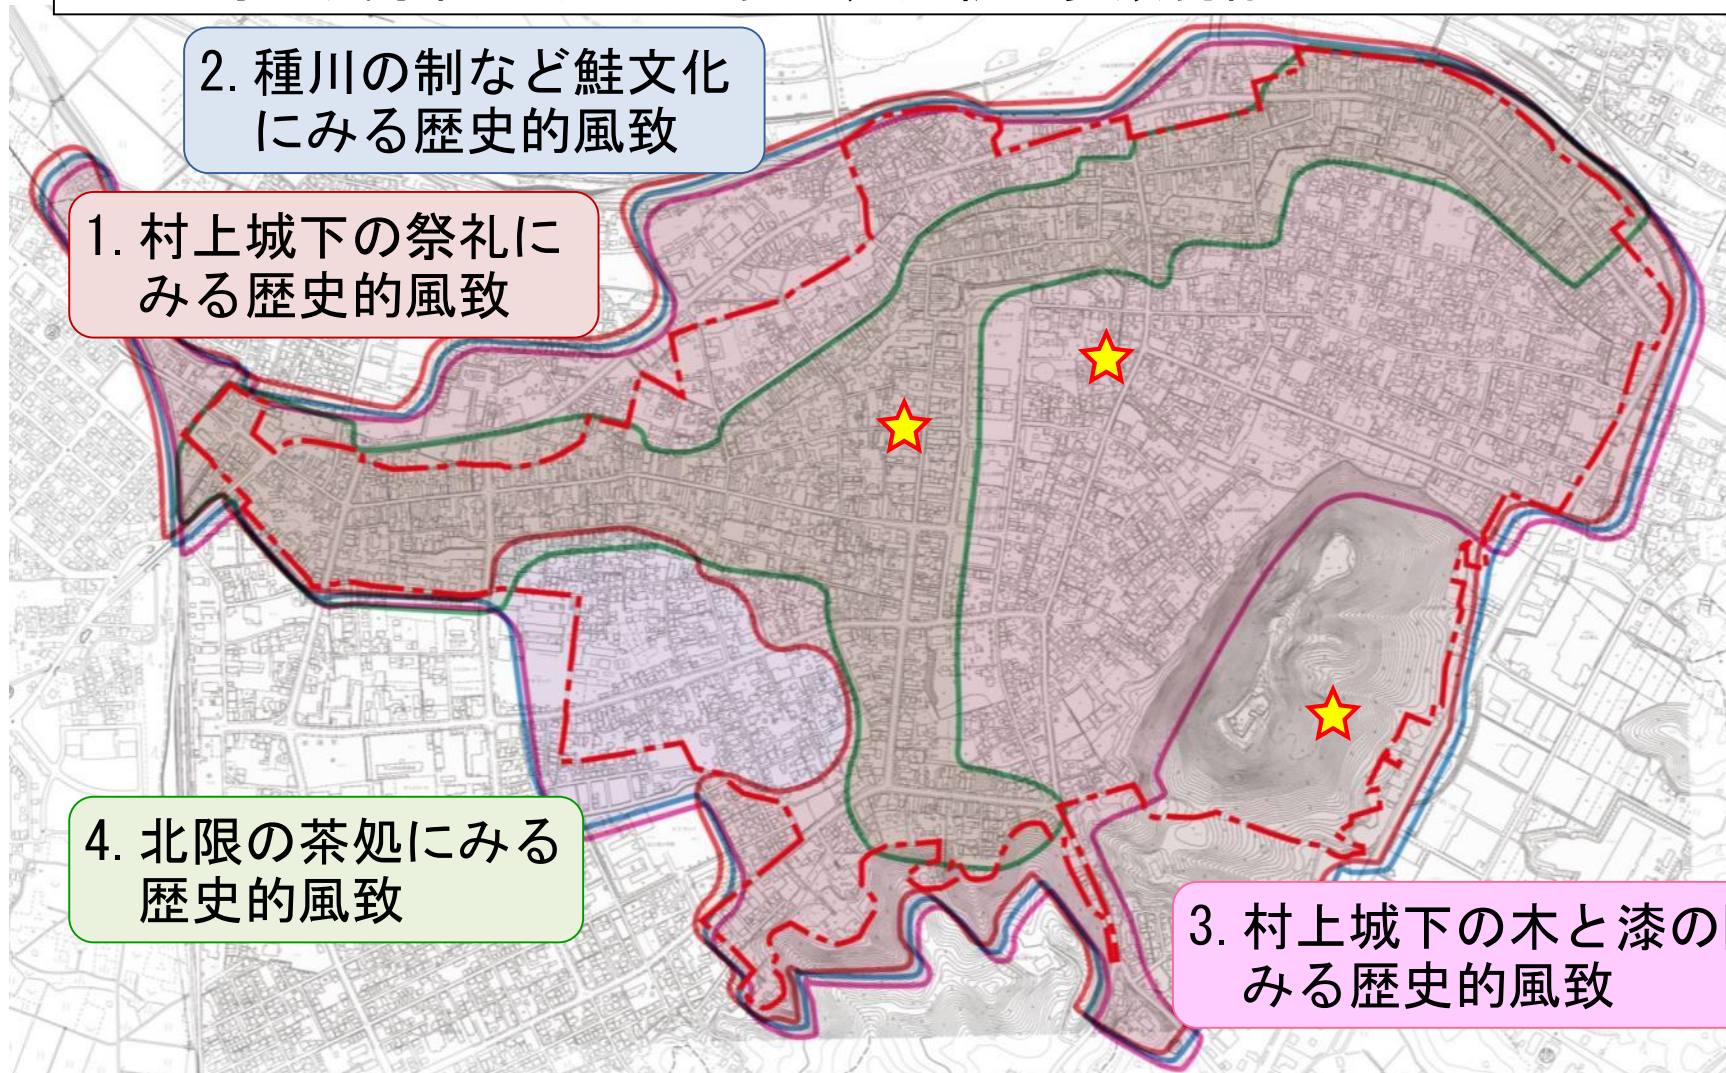 2. 種川の制など鮭文化
にみる歴史的風致
1. 村上城下の祭礼に
みる歴史的風致
4. 北限の茶処にみる
歴史的風致
3. 村上城下の木と漆の
みる歴史的風致